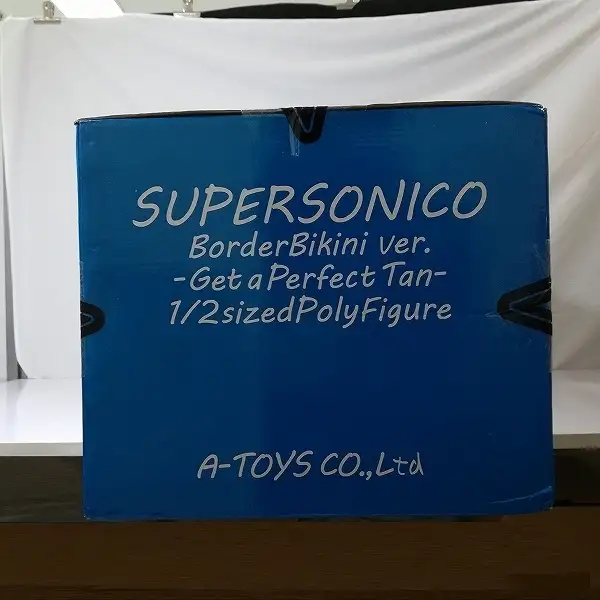 SUPERSONICO
BorderBikini ver.
-Get a Perfect Tan-
1/2sizedPolyFigure
A-TOYS CO.,Ltd